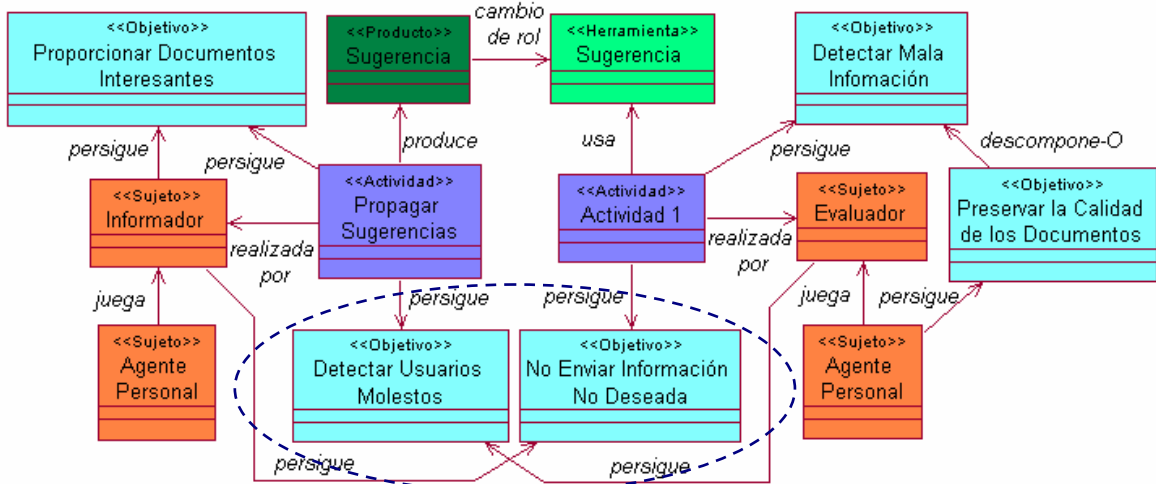 <<Objetivo>>
Proporcionar Documentos
Interesantes
<<Producto>>
Sugerencia
cambio
de rol
<<Herramienta>>
Sugerencia
<<Objetivo>>
Detectar Mala
Infomación
persigue
persigue
produce
usa
persigue
descompone-O
<<Sujeto>>
Informador
<<Actividad>>
Propagar
Sugerencias
<<Actividad>>
Actividad 1
<<Sujeto>>
Evaluador
<<Objetivo>>
Preservar la Calidad
de los Documentos
realizada
por
realizada
por
juega
persigue
persigue
juega
persigue
<<Sujeto>>
Agente
Personal
<<Objetivo>>
Detectar Usuarios
Molestos
<<Objetivo>>
No Enviar Información
No Deseada
<<Sujeto>>
Agente
Personal
persigue
persigue